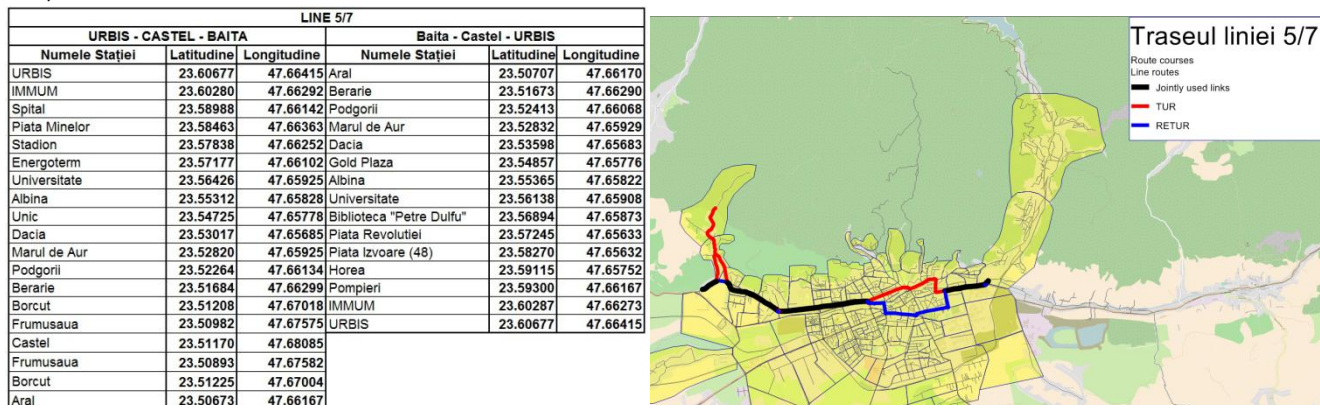 LINE 5/7
URBIS - CASTEL - BAITA Baita - Castel - URBIS
Numele Stației Latitudine Longitudine Numele Stației Latitudine Longitudine
URBIS 23.60677 47.66415 Aral 23.50707 47.66170
IMMUM 23.60280 47.66292 Berarie 23.51673 47.66290
Spital 23.58988 47.66142 Podgorii 23.52413 47.66068
Piata Minelor 23.58463 47.66363 Marul de Aur 23.52832 47.65929
Stadion 23.57838 47.66252 Dacia 23.53598 47.65683
Energoterm 23.57177 47.66102 Gold Plaza 23.54857 47.65776
Universitate 23.56426 47.65925 Albina 23.55365 47.65822
Albina 23.55312 47.65828 Universitate 23.56138 47.65908
Unic 23.54725 47.65778 Biblioteca "Petre Dulfu" 23.56894 47.65873
Dacia 23.53017 47.65685 Piata Revolutiei 23.57245 47.65633
Marul de Aur 23.52820 47.65925 Piata Izvoare (48) 23.58270 47.65632
Podgorii 23.52264 47.66134 Horea 23.59115 47.65752
Berarie 23.51684 47.66299 Pompieri 23.59300 47.66167
Borcut 23.51208 47.67018 IMMUM 23.60287 47.66273
Frumusaua 23.50982 47.67575 URBIS 23.60677 47.66415
Castel 23.51170 47.68085
Frumusaua 23.50893 47.67582
Borcut 23.51225 47.67004
Aral 23.50673 47.66167
Traseul liniei 5/7
Route courses
Line routes
Jointly used links
TUR
RETUR